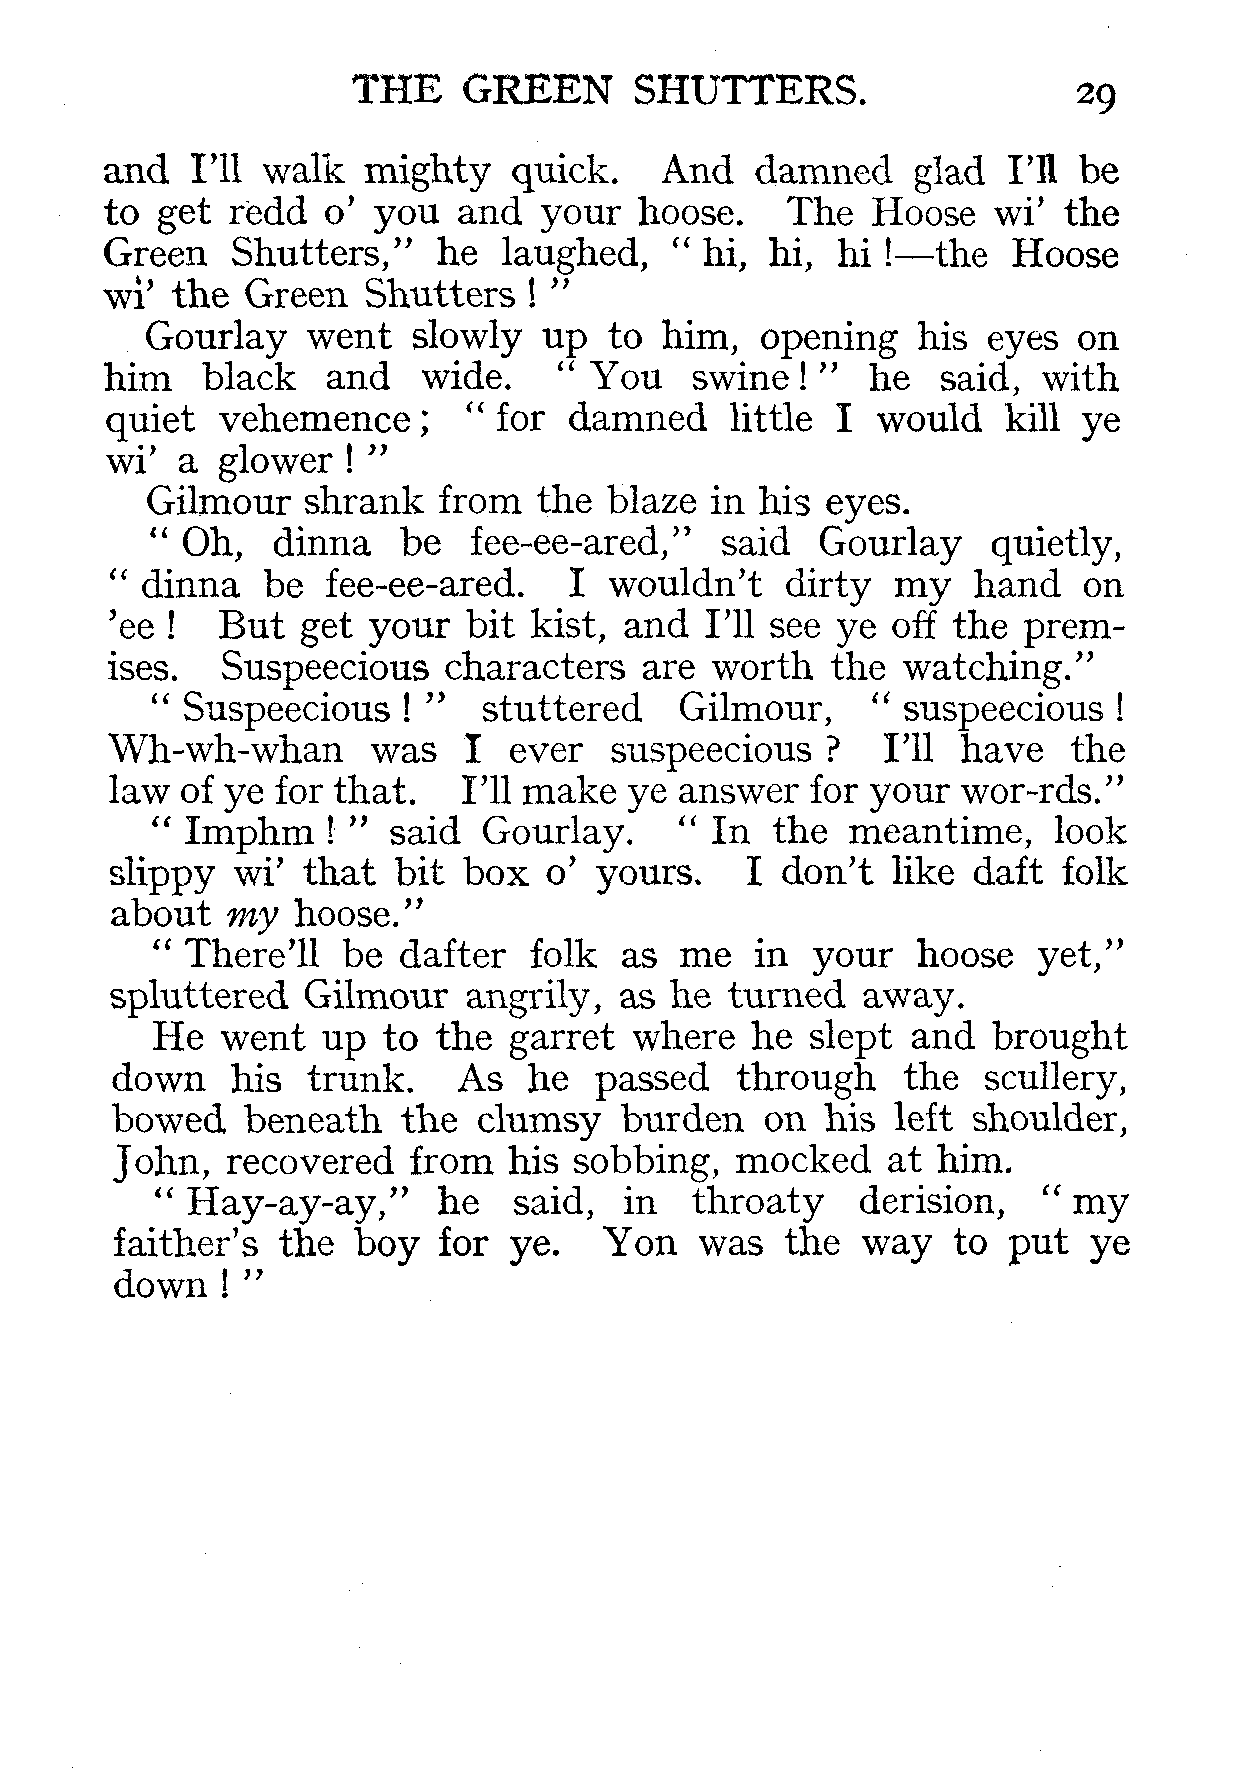 THE GREEN SHUTTERS. 29
and I'll walk mighty quick. And damned glad I'll be
to get redd o' you and your hoose. The Hoose wi' the
Green Shutters," he laughed, " hi, hi, hi !—the Hoose
wi' the Green Shutters ! "
Gourlay went slowly up to him, opening his eyes on
him black and wide. " You swine ! " he said, with
quiet vehemence ; " for damned little I would kill ye
wi' a glower ! "
Gilmour shrank from the blaze in his eyes.
" Oh, dinna be fee-ee-ared," said Gourlay quietly,
" dinna be fee-ee-ared. I wouldn't dirty my hand on
'ee ! But get your bit kist, and I'll see ye off the prem-
ises. Suspeecious characters are worth the watching."
" Suspeecious ! " stuttered Gilmour, " suspeecious !
Wh-wh-whan was I ever suspeecious ? I'll have the
law of ye for that. I'll make ye answer for your wor-rds."
" Imphm ! " said Gourlay. " In the meantime, look
slippy wi' that bit box o' yours. I don't like daft folk
about my hoose."
" There'll be dafter folk as me in your hoose yet,"
spluttered Gilmour angrily, as he turned away.
He went up to the garret where he slept and brought
down his trunk. As he passed through the scullery,
bowed beneath the clumsy burden on his left shoulder,
John, recovered from his sobbing, mocked at him.
" Hay-ay-ay," he said, in throaty derision, " my
faither's the boy for ye. Yon was the way to put ye
down ! "